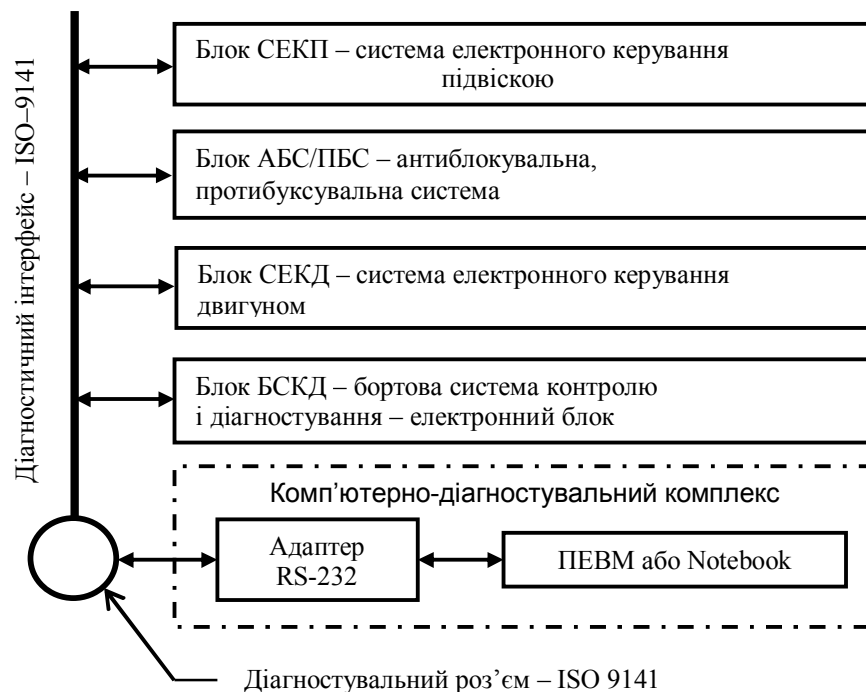 Діагностичний інтерфейс – ISO–9141
Блок СЕКП – система електронного керування
підвіскою
Блок АБС/ПБС – антиблокувальна,
протибуксувальна система
Блок СЕКД – система електронного керування
двигуном
Блок БСКД – бортова система контролю
і діагностування – електронний блок
Комп’ютерно-діагностувальний комплекс
Адаптер
RS-232
ПЕВМ або Notebook
Діагностувальний роз’єм – ISO 9141